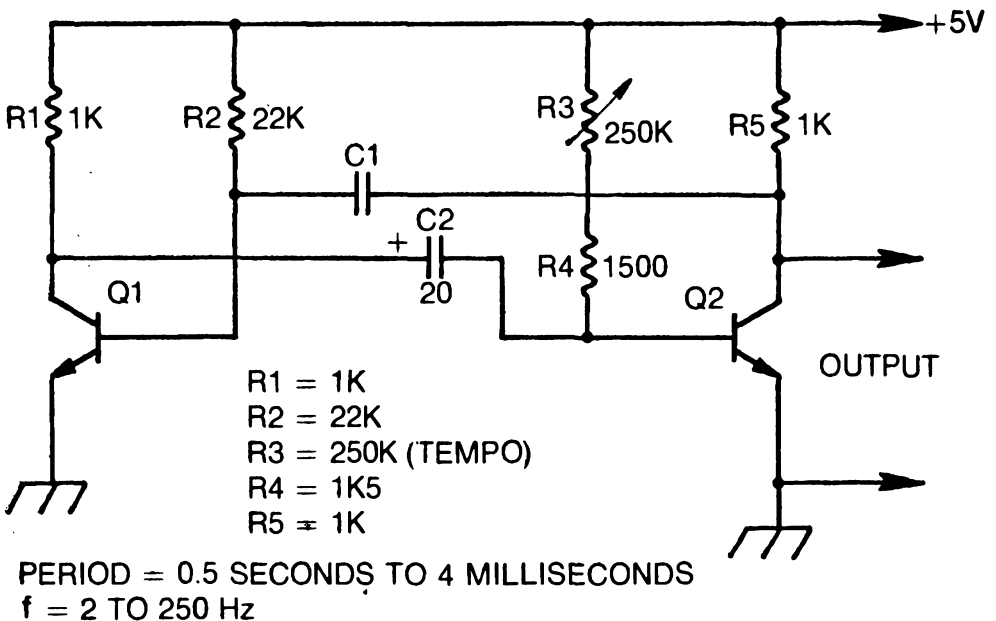 +5V
R1 1K
R2 22K
R3 250K
R5 1K
C1
+ C2
20
R4 1500
Q1
Q2
OUTPUT
R1 = 1K
R2 = 22K
R3 = 250K (TEMPO)
R4 = 1K5
R5 = 1K
PERIOD = 0.5 SECONDS TO 4 MILLISECONDS
f = 2 TO 250 Hz